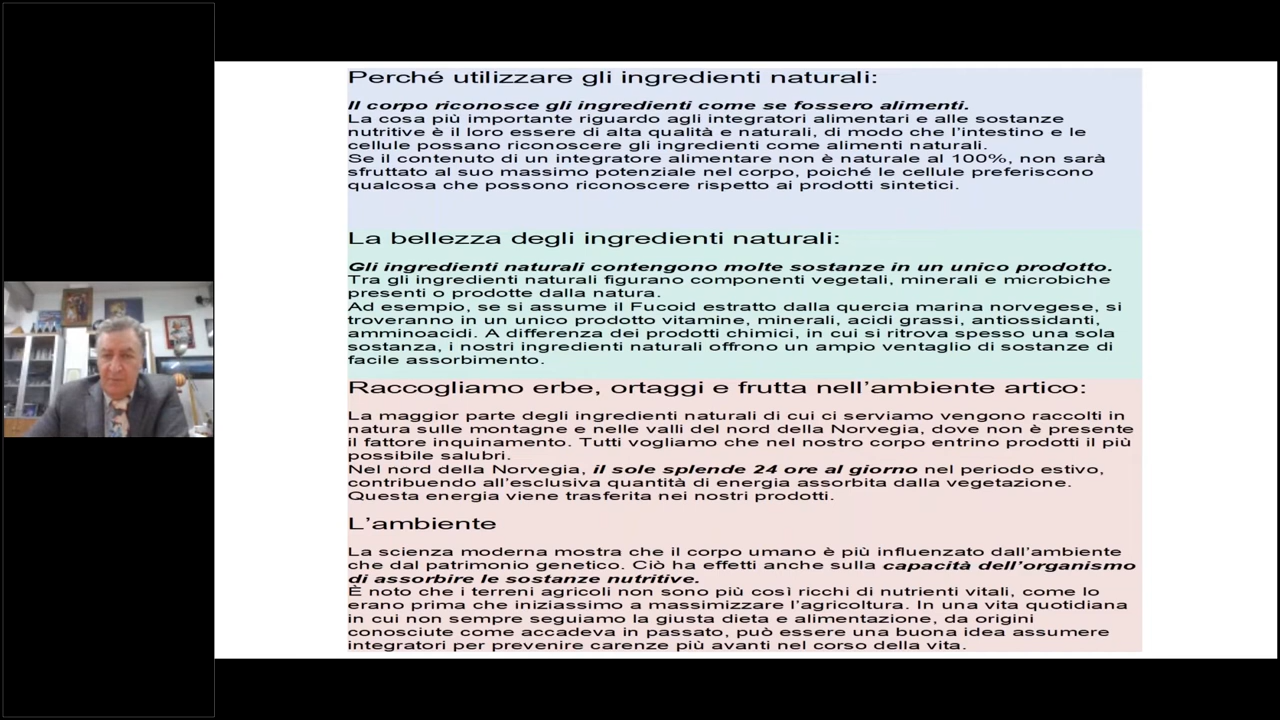 Perché utilizzare gli ingredienti naturali:
Il corpo riconosce gli ingredienti come se fossero alimenti.
La cosa più importante riguardo agli integratori alimentari e alle sostanze
nutritive è il loro essere di alta qualità e naturali, di modo che l'intestino e le
cellule possano riconoscere gli ingredienti come alimenti naturali.
Se il contenuto di un integratore alimentare non è naturale al 100%, non sarà
sfruttato al suo massimo potenziale nel corpo, poiché le cellule preferiscono
qualcosa che possono riconoscere rispetto ai prodotti sintetici.
La bellezza degli ingredienti naturali:
Gli ingredienti naturali contengono molte sostanze in un unico prodotto.
Tra gli ingredienti naturali figurano componenti vegetali, minerali e microbiche
presenti o prodotte dalla natura.
Ad esempio, se si assume il Fucoid estratto dalla quercia marina norvegese, si
troveranno in un unico prodotto vitamine, minerali, acidi grassi, antiossidanti,
amminoacidi. A differenza dei prodotti chimici, in cui si ritrova spesso una sola
sostanza, i nostri ingredienti naturali offrono un ampio ventaglio di sostanze di
facile assorbimento.
Raccogliamo erbe, ortaggi e frutta nell'ambiente artico:
La maggior parte degli ingredienti naturali di cui ci serviamo vengono raccolti in
natura sulle montagne e nelle valli del nord della Norvegia, dove non è presente
il fattore inquinamento. Tutti vogliamo che nel nostro corpo entrino prodotti il più
possibile salubri.
Nel nord della Norvegia, il sole splende 24 ore al giorno nel periodo estivo,
contribuendo all'esclusiva quantità di energia assorbita dalla vegetazione.
Questa energia viene trasferita nei nostri prodotti.
L'ambiente
La scienza moderna mostra che il corpo umano è più influenzato dall'ambiente
che dal patrimonio genetico. Ciò ha effetti anche sulla capacità dell'organismo
di assorbire le sostanze nutritive.
È noto che i terreni agricoli non sono più così ricchi di nutrienti vitali, come lo
erano prima che iniziassimo a massimizzare l'agricoltura. In una vita quotidiana
in cui non sempre seguiamo la giusta dieta e alimentazione, da origini
conosciute come accadeva in passato, può essere una buona idea assumere
integratori per prevenire carenze più avanti nel corso della vita.